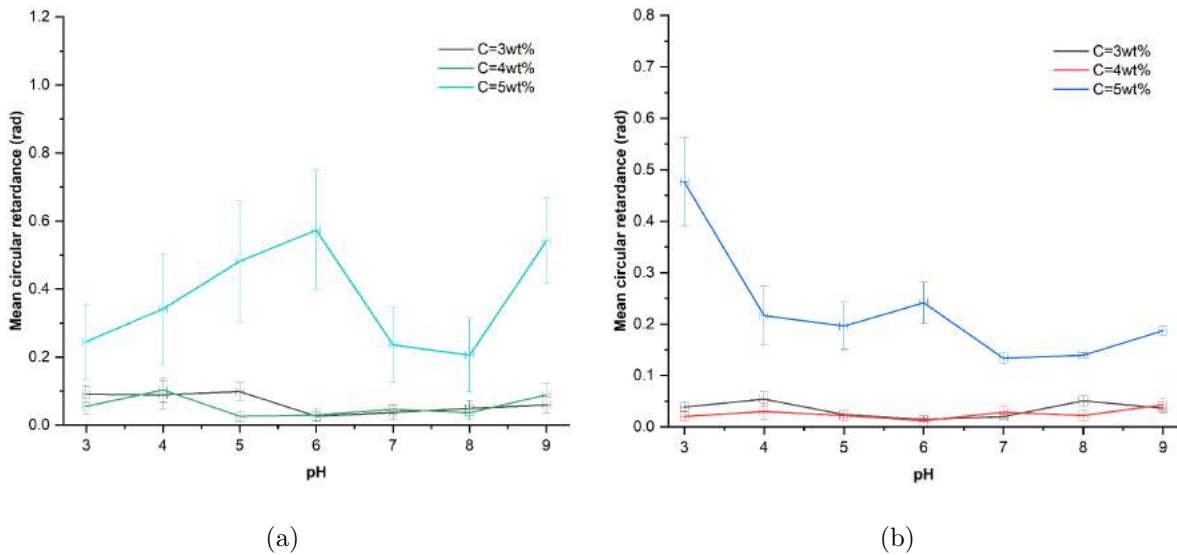 1.2
1.0
0.8
0.6
0.4
0.2
0.0
Mean circular retardance (rad)
C=3wt%
C=4wt%
C=5wt%
3 4 5 6 7 8 9
pH
(a)
0.8
0.7
0.6
0.5
0.4
0.3
0.2
0.1
0.0
Mean circular retardance (rad)
C=3wt%
C=4wt%
C=5wt%
3 4 5 6 7 8 9
pH
(b)